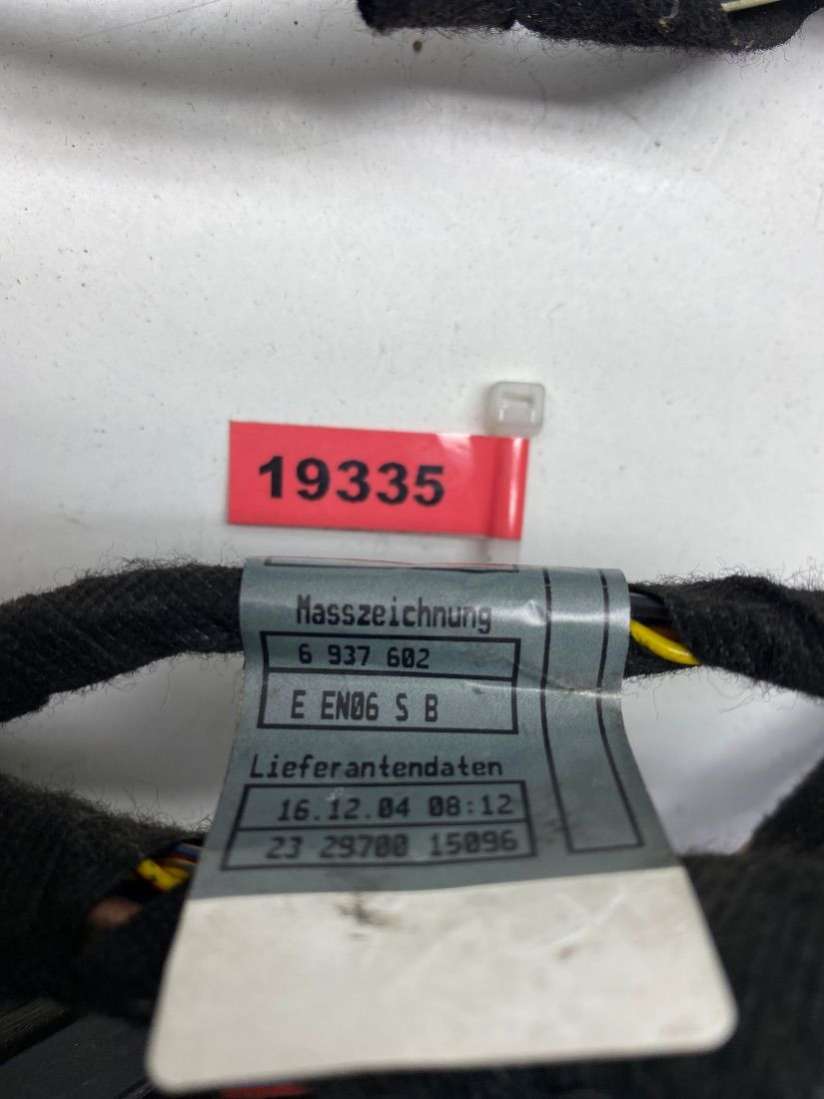 19335
Masszeichnung
6 937 602
E EN06 S B
Lieferantendaten
16.12.04 08:12
23 29700 15096